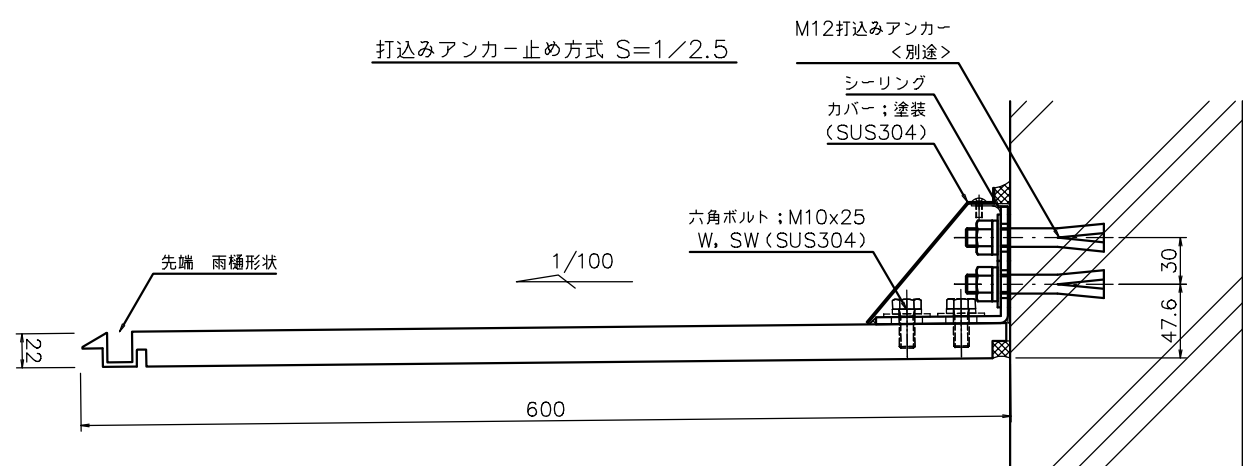 打込みアンカー止め方式 S=1/2.5
M12打込みアンカー
<別途>
シーリング
カバー；塗装
(SUS304)
六角ボルト；M10x25
W, SW(SUS304)
先端 雨樋形状
1/100
30
47.6
22
600